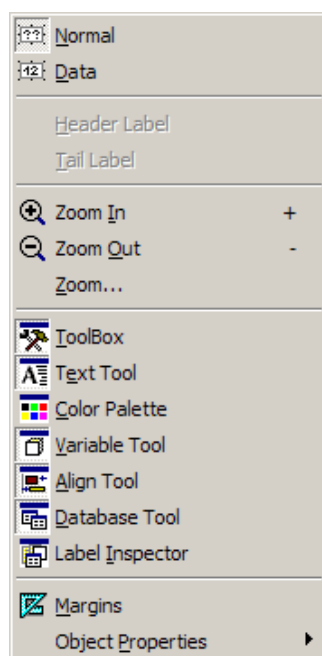 ?? Normal
12 Data
Header Label
Tail Label
Zoom In +
Zoom Out -
Zoom...
ToolBox
A Text Tool
Color Palette
Variable Tool
Align Tool
Database Tool
Label Inspector
Margins
Object Properties